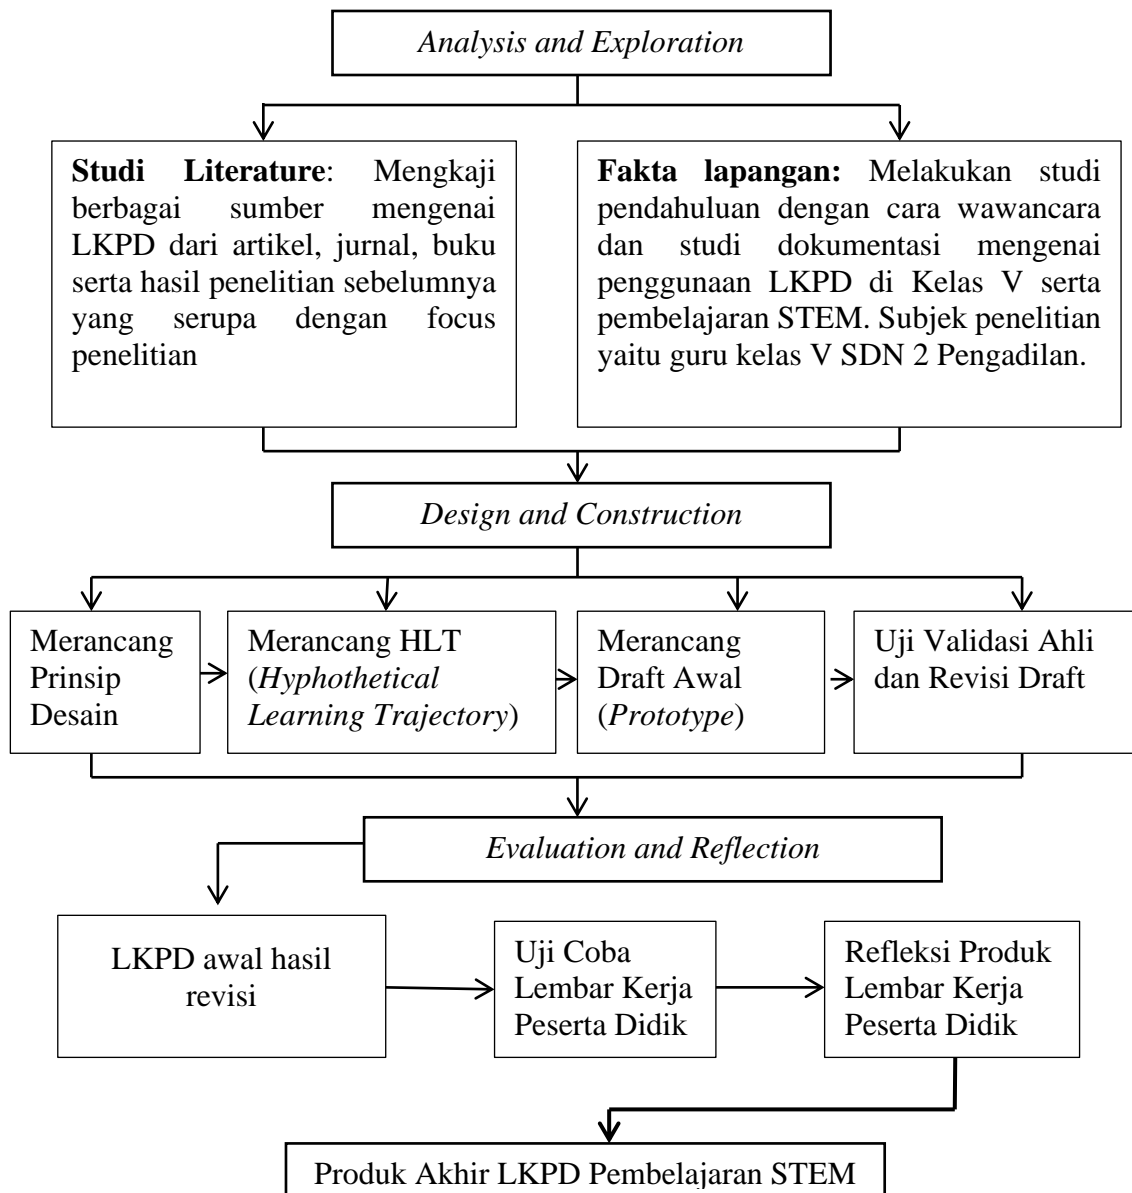 Analysis and Exploration
Studi Literature: Mengkaji
berbagai sumber mengenai
LKPD dari artikel, jurnal, buku
serta hasil penelitian sebelumnya
yang serupa dengan focus
penelitian
Fakta lapangan: Melakukan studi
pendahuluan dengan cara wawancara
dan studi dokumentasi mengenai
penggunaan LKPD di Kelas V serta
pembelajaran STEM. Subjek penelitian
yaitu guru kelas V SDN 2 Pengadilan.
Design and Construction
Merancang
Prinsip
Desain
Merancang HLT
(Hyphothetical
Learning Trajectory)
Merancang
Draft Awal
(Prototype)
Uji Validasi Ahli
dan Revisi Draft
Evaluation and Reflection
LKPD awal hasil
revisi
Uji Coba
Lembar Kerja
Peserta Didik
Refleksi Produk
Lembar Kerja
Peserta Didik
Produk Akhir LKPD Pembelajaran STEM